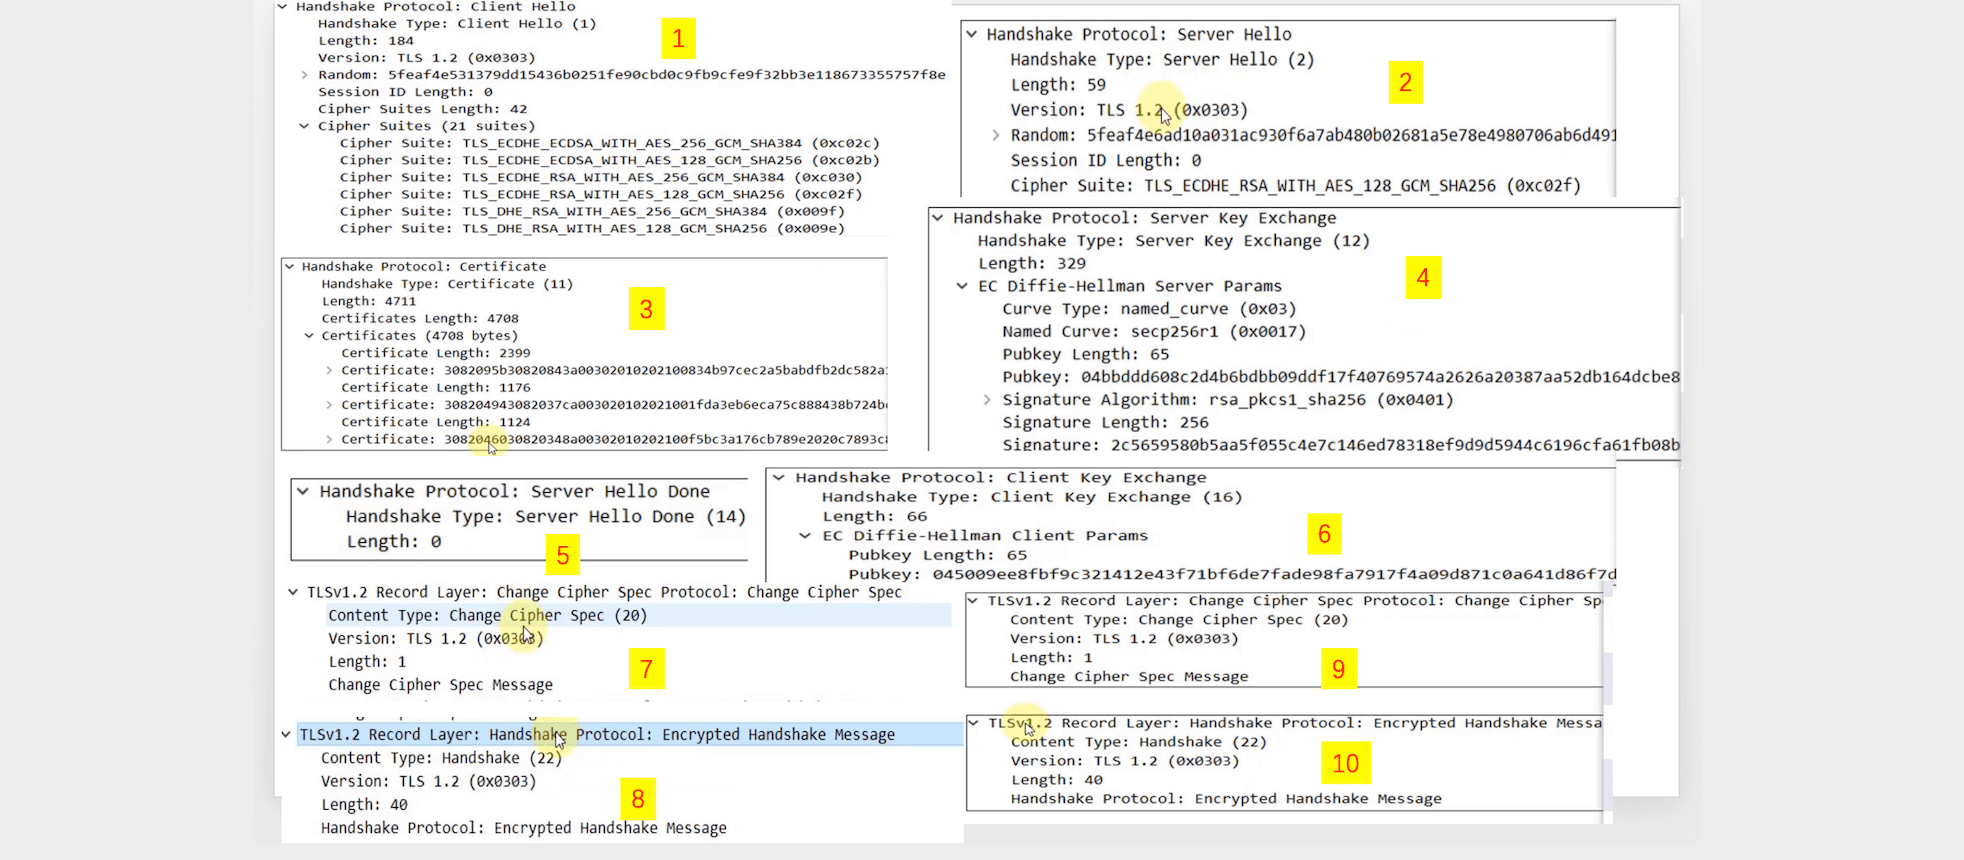 Handshake Protocol: Client Hello
Handshake Type: Client Hello (1)
Length: 184
Version: TLS 1.2 (0x0303)
Random: 5feaf4e531379dd15436b0251fe90cbd0c9fb9cfe9f32bb3e118673355757f8e
Session ID Length: 0
Cipher Suites Length: 42
Cipher Suites (21 suites)
Cipher Suite: TLS_ECDHE_ECDSA_WITH_AES_256_GCM_SHA384 (0xc02c)
Cipher Suite: TLS_ECDHE_ECDSA_WITH_AES_128_GCM_SHA256 (0xc02b)
Cipher Suite: TLS_ECDHE_RSA_WITH_AES_256_GCM_SHA384 (0xc030)
Cipher Suite: TLS_ECDHE_RSA_WITH_AES_128_GCM_SHA256 (0xc02f)
Cipher Suite: TLS_DHE_RSA_WITH_AES_256_GCM_SHA384 (0x009f)
Cipher Suite: TLS_DHE_RSA_WITH_AES_128_GCM_SHA256 (0x009e)
1
Handshake Protocol: Server Hello
Handshake Type: Server Hello (2)
Length: 59
Version: TLS 1.2 (0x0303)
Random: 5feaf4e6ad10a031ac930f6a7ab480b02681a5e78e4980706ab6d491
Session ID Length: 0
Cipher Suite: TLS_ECDHE_RSA_WITH_AES_128_GCM_SHA256 (0xc02f)
2
Handshake Protocol: Certificate
Handshake Type: Certificate (11)
Length: 4711
Certificates Length: 4708
Certificates (4708 bytes)
Certificate Length: 2399
Certificate: 3082095b30820843a00302010202100834b97cec2a5babdfb2dc582a
Certificate Length: 1176
Certificate: 308204943082037ca003020102021001fda3eb6eca75c888438b724b
Certificate Length: 1124
Certificate: 3082046030820348a00302010202100f5bc3a176cb789e2020c7893c
3
Handshake Protocol: Server Key Exchange
Handshake Type: Server Key Exchange (12)
Length: 329
EC Diffie-Hellman Server Params
Curve Type: named_curve (0x03)
Named Curve: secp256r1 (0x0017)
Pubkey Length: 65
Pubkey: 04bbddd608c2d4b6bdbb09ddf17f40769574a2626a20387aa52db164dcbe8
Signature Algorithm: rsa_pkcs1_sha256 (0x0401)
Signature Length: 256
Signature: 2c5659580b5aa5f055c4e7c146ed78318ef9d9d5944c6196cfa61fb08b
4
Handshake Protocol: Server Hello Done
Handshake Type: Server Hello Done (14)
Length: 0
5
Handshake Protocol: Client Key Exchange
Handshake Type: Client Key Exchange (16)
Length: 66
EC Diffie-Hellman Client Params
Pubkey Length: 65
Pubkey: 045009ee8fbf9c321412e43f71bf6de7fade98fa7917f4a09d871c0a641d86f7d
6
TLSv1.2 Record Layer: Change Cipher Spec Protocol: Change Cipher Spec
Content Type: Change Cipher Spec (20)
Version: TLS 1.2 (0x0303)
Length: 1
Change Cipher Spec Message
7
TLSv1.2 Record Layer: Handshake Protocol: Encrypted Handshake Message
Content Type: Handshake (22)
Version: TLS 1.2 (0x0303)
Length: 40
Handshake Protocol: Encrypted Handshake Message
8
TLSv1.2 Record Layer: Change Cipher Spec Protocol: Change Cipher Sp
Content Type: Change Cipher Spec (20)
Version: TLS 1.2 (0x0303)
Length: 1
Change Cipher Spec Message
9
TLSv1.2 Record Layer: Handshake Protocol: Encrypted Handshake Messa
Content Type: Handshake (22)
Version: TLS 1.2 (0x0303)
Length: 40
Handshake Protocol: Encrypted Handshake Message
10